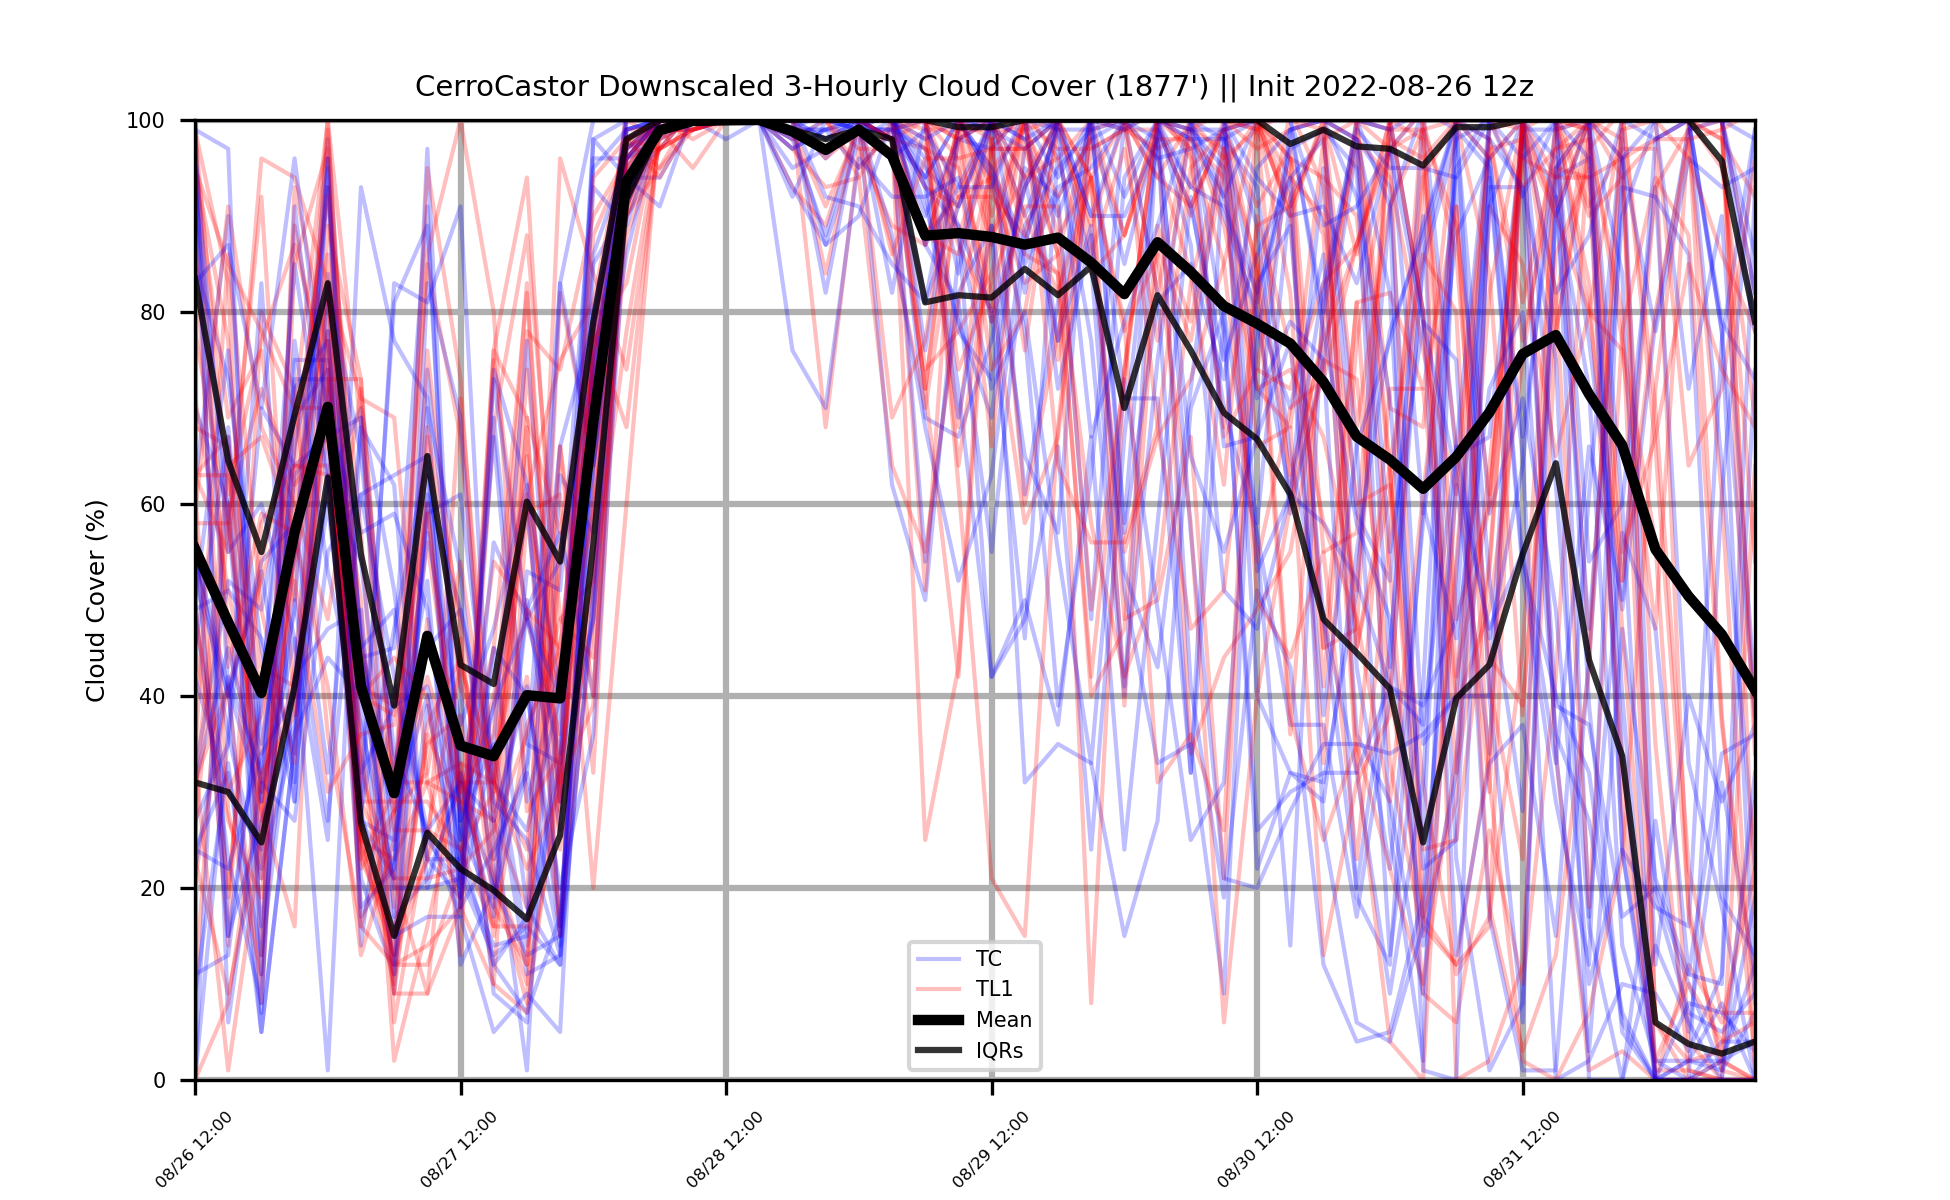 CerroCastor Downscaled 3-Hourly Cloud Cover (1877') || Init 2022-08-26 12z
Cloud Cover (%)
100
80
60
40
20
0
TC
TL1
Mean
IQRs
08/26 12:00
08/27 12:00
08/28 12:00
08/29 12:00
08/30 12:00
08/31 12:00